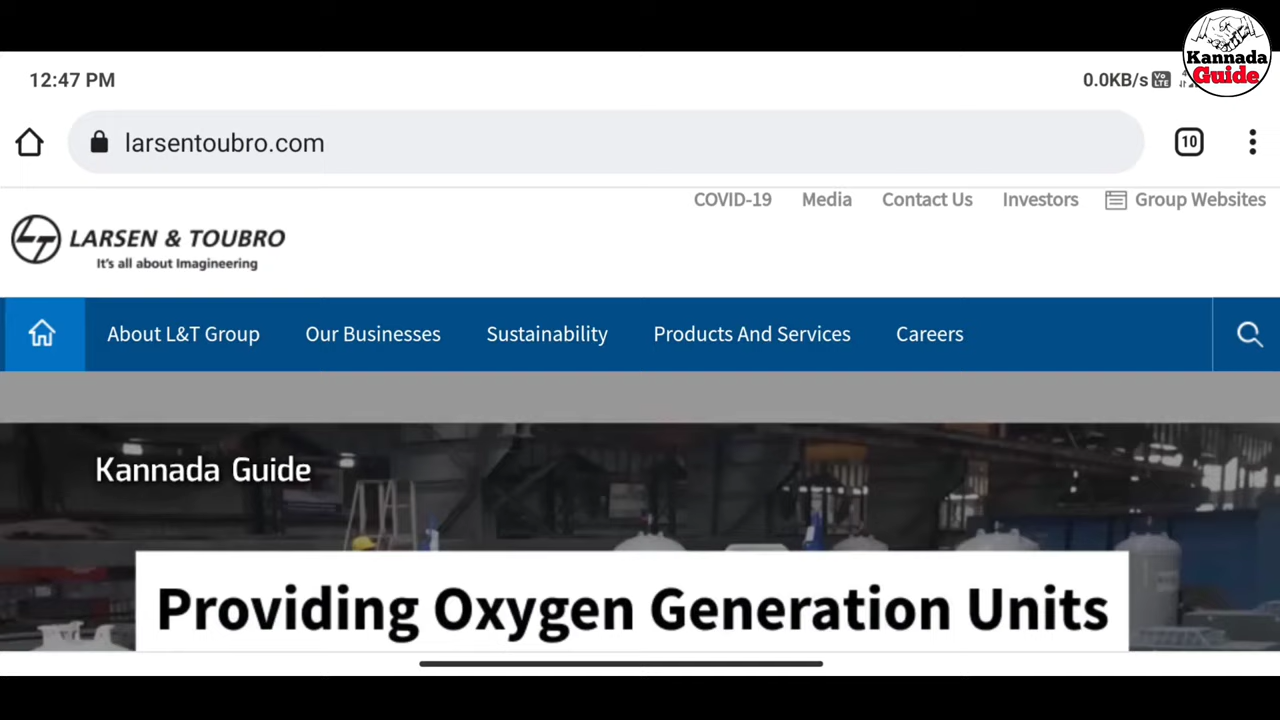 Kannada
Guide
12:47 PM
0.0KB/s Vo LTE
larsentoubro.com
10
COVID-19 Media Contact Us Investors Group Websites
LARSEN & TOUBRO
It's all about Imagineering
About L&T Group Our Businesses Sustainability Products And Services Careers
Kannada Guide
Providing Oxygen Generation Units